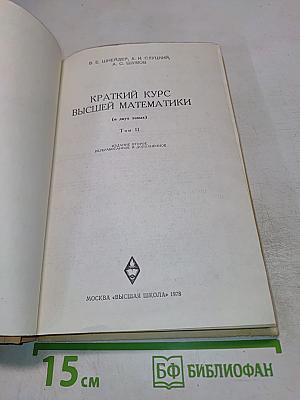 В. Е. ШНЕЙДЕР, А. И. СЛУЦКИЙ,
А. С. ШУМОВ
КРАТКИЙ КУРС
ВЫСШЕЙ МАТЕМАТИКИ
(в двух томах)
Том II
ИЗДАНИЕ ВТОРОЕ,
ПЕРЕРАБОТАННОЕ И ДОПОЛНЕННОЕ
МОСКВА «ВЫСШАЯ ШКОЛА» 1978
15 см
БФ БИБЛИОФАН